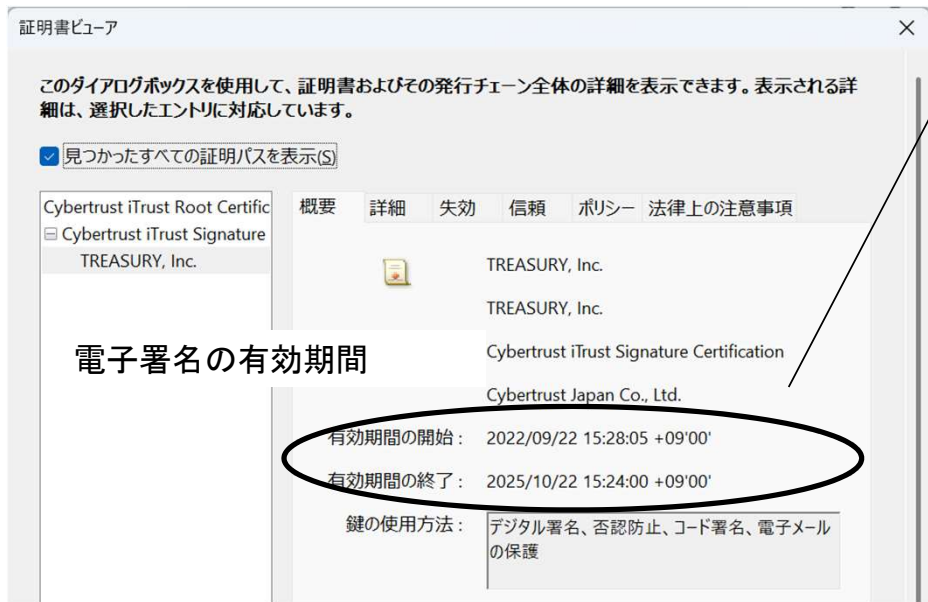 証明書ビューア
このダイアログボックスを使用して、証明書およびその発行チェーン全体の詳細を表示できます。表示される詳
細は、選択したエントリに対応しています。
見つかったすべての証明パスを表示(S)
Cybertrust iTrust Root Certific
Cybertrust iTrust Signature
TREASURY, Inc.
概要 詳細 失効 信頼 ポリシー 法律上の注意事項
TREASURY, Inc.
TREASURY, Inc.
電子署名の有効期間
Cybertrust iTrust Signature Certification
Cybertrust Japan Co., Ltd.
有効期間の開始： 2022/09/22 15:28:05 +09'00'
有効期間の終了： 2025/10/22 15:24:00 +09'00'
鍵の使用方法： デジタル署名、否認防止、コード署名、電子メール
の保護